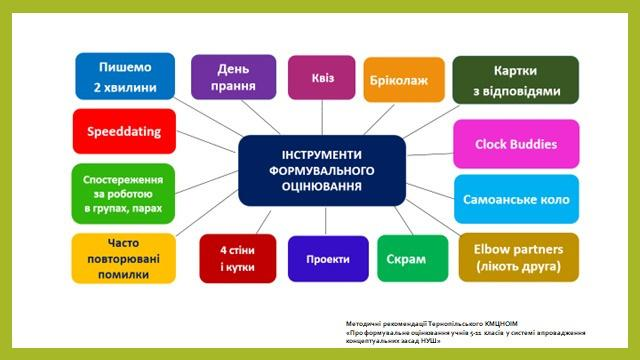 Пишемо
2 хвилини
День
прання
Квіз
Бріколаж
Картки
з відповідями
Speeddating
ІНСТРУМЕНТИ
ФОРМУВАЛЬНОГО
ОЦІНЮВАННЯ
Clock Buddies
Спостереження
за роботою
в групах, парах
Самоанське коло
Часто
повторювані
помилки
4 стіни
і кутки
Проекти
Скрам
Elbow partners
(лікоть друга)
Методичні рекомендації Тернопільського КМЦНОІМ
«Про формувальне оцінювання учнів 5-11 класів у системі впровадження
концептуальних засад НУШ»